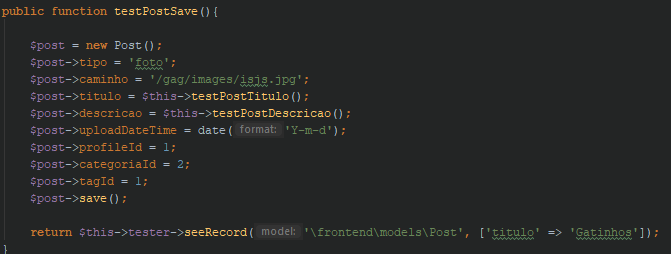 public function testPostSave(){
$post = new Post();
$post->tipo = 'foto';
$post->caminho = '/gag/images/isjs.jpg';
$post->titulo = $this->testPostTitulo();
$post->descricao = $this->testPostDescricao();
$post->uploadDateTime = date( format: 'Y-m-d');
$post->profileId = 1;
$post->categoriaId = 2;
$post->tagId = 1;
$post->save();
return $this->tester->seeRecord( model: '\frontend\models\Post', ['titulo' => 'Gatinhos']);
}